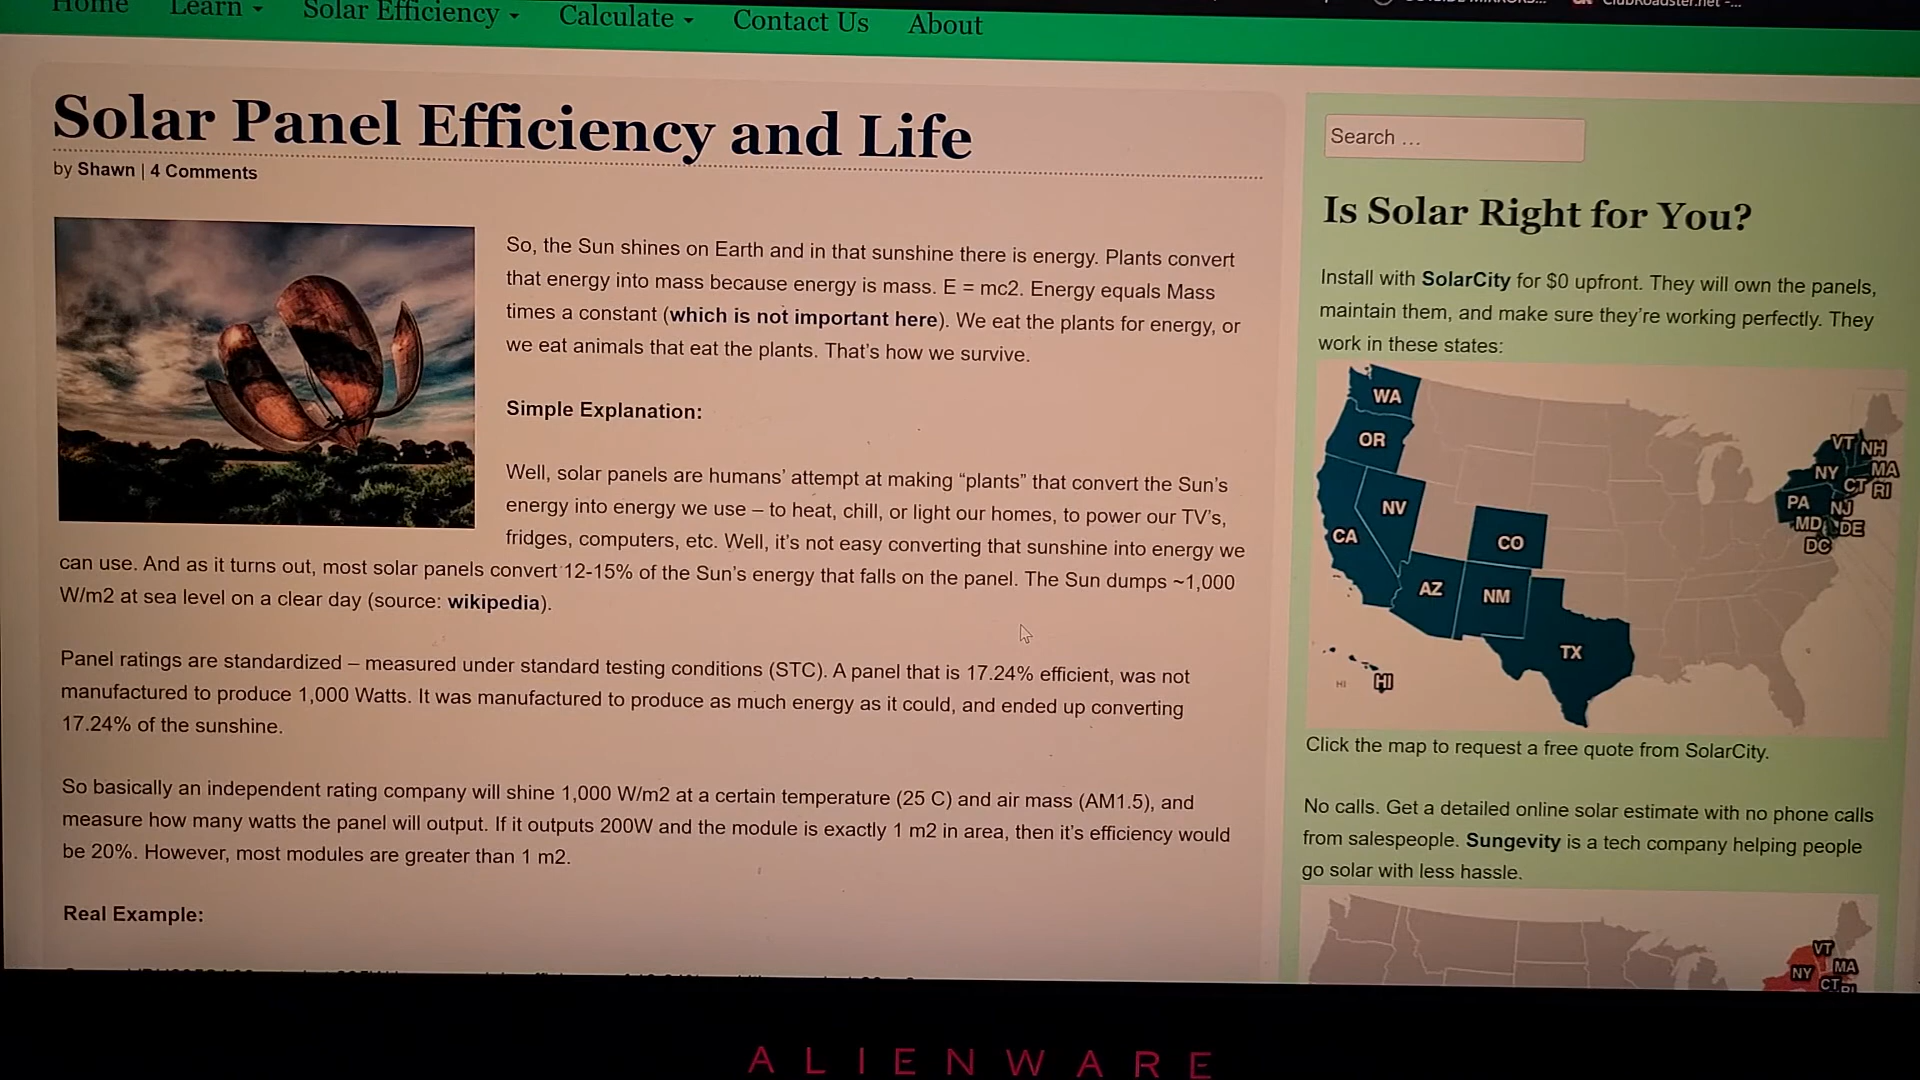 Home Learn Solar Efficiency Calculate Contact Us About
Solar Panel Efficiency and Life
by Shawn | 4 Comments
So, the Sun shines on Earth and in that sunshine there is energy. Plants convert
that energy into mass because energy is mass. E = mc2. Energy equals Mass
times a constant (which is not important here). We eat the plants for energy, or
we eat animals that eat the plants. That's how we survive.
Simple Explanation:
Well, solar panels are humans' attempt at making “plants” that convert the Sun's
energy into energy we use – to heat, chill, or light our homes, to power our TV's,
fridges, computers, etc. Well, it's not easy converting that sunshine into energy we
can use. And as it turns out, most solar panels convert 12-15% of the Sun's energy that falls on the panel. The Sun dumps ~1,000
W/m2 at sea level on a clear day (source: wikipedia).
Panel ratings are standardized – measured under standard testing conditions (STC). A panel that is 17.24% efficient, was not
manufactured to produce 1,000 Watts. It was manufactured to produce as much energy as it could, and ended up converting
17.24% of the sunshine.
So basically an independent rating company will shine 1,000 W/m2 at a certain temperature (25 C) and air mass (AM1.5), and
measure how many watts the panel will output. If it outputs 200W and the module is exactly 1 m2 in area, then it's efficiency would
be 20%. However, most modules are greater than 1 m2.
Real Example:
Search ...
Is Solar Right for You?
Install with SolarCity for $0 upfront. They will own the panels,
maintain them, and make sure they're working perfectly. They
work in these states:
WA
OR
VT NH
NY MA
CT RI
NV
PA NJ
MD DE
CA
CO
DC
AZ
NM
TX
HI HI
Click the map to request a free quote from SolarCity.
No calls. Get a detailed online solar estimate with no phone calls
from salespeople. Sungevity is a tech company helping people
go solar with less hassle.
VT
NY MA
CT RI
ALIENWARE